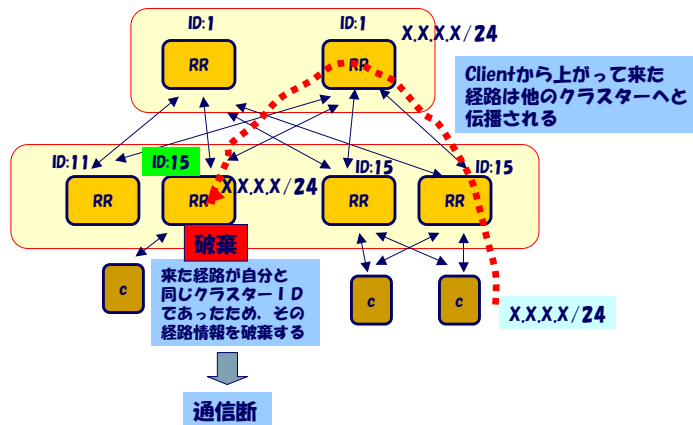 ID:1
ID:1
X.X.X.X/24
RR
RR
Clientから上がって来た
経路は他のクラスターへと
伝播される
ID:11
ID:15
ID:15
ID:15
X.X.X.X/24
RR
RR
RR
RR
破棄
来た経路が自分と
同じクラスターＩＤ
であったため，その
経路情報を破棄する
c
c
c
X.X.X.X/24
通信断